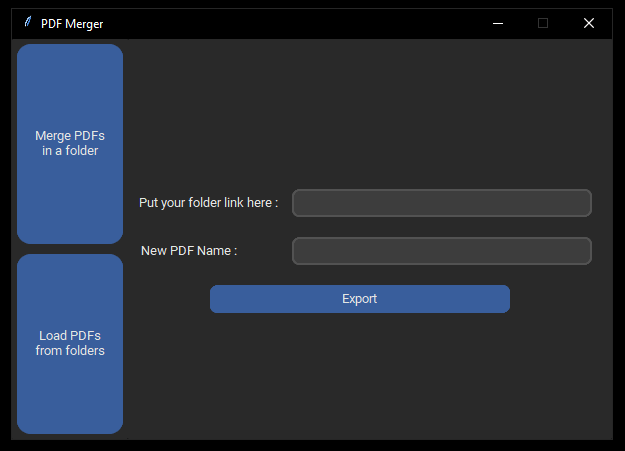 PDF Merger
Merge PDFs
in a folder
Put your folder link here :
New PDF Name :
Export
Load PDFs
from folders